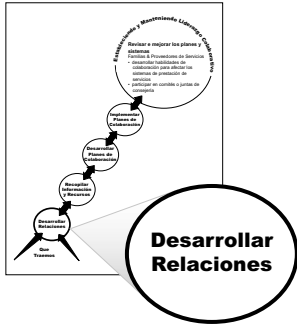 Estableciendo y Manteniendo Liderazgo Colaborativo
Revisar e mejorar los planes y
sistemas
Familias & Proveedores de Servicios
- desarrollar habilidades de
colaboración para afectar los
sistemas de prestación de
servicios
- participar en comités o juntas de
consejería
Implementar
Planes de
Colaboración
Desarrollar
Planes de
Colaboración
Recopilar
Información
y Recursos
Desarrollar
Relaciones
Que
Traemos
Desarrollar
Relaciones